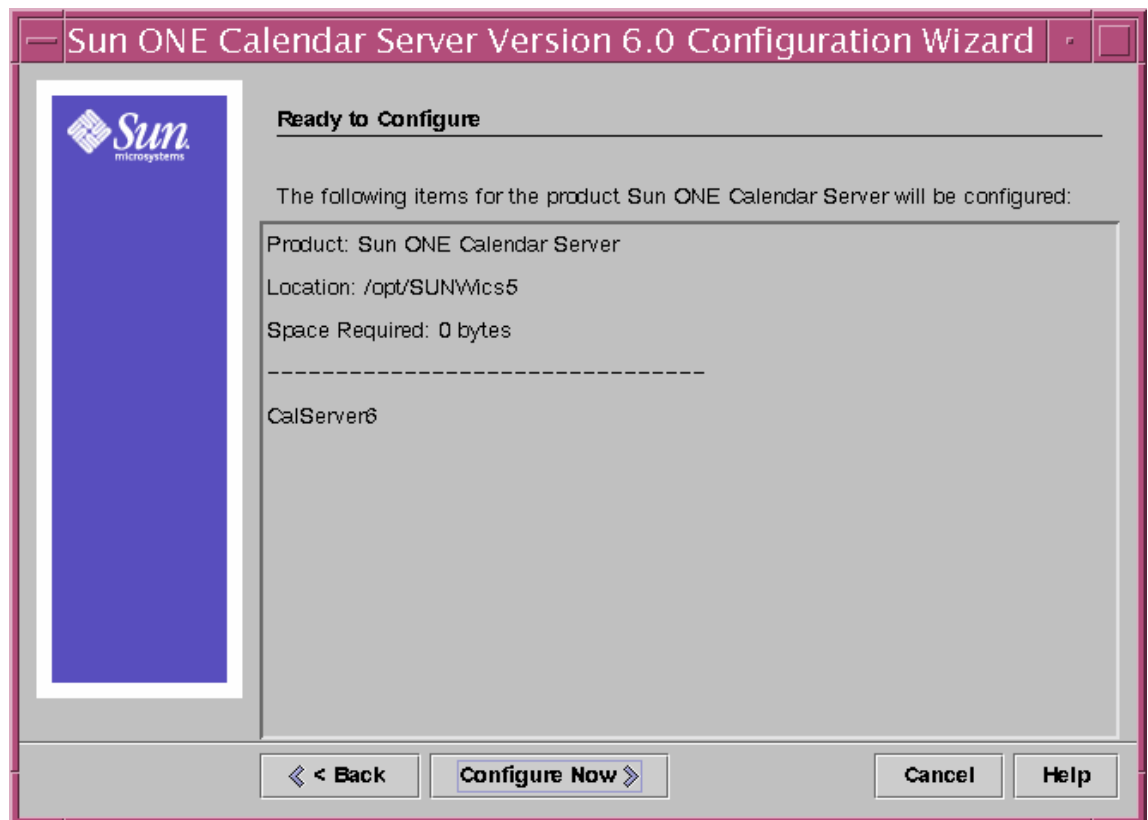 Sun ONE Calendar Server Version 6.0 Configuration Wizard
Sun
microsystems
Ready to Configure
The following items for the product Sun ONE Calendar Server will be configured:
Product: Sun ONE Calendar Server
Location: /opt/SUNWics5
Space Required: 0 bytes
--------------------------------
CalServer6
< Back
Configure Now
Cancel
Help